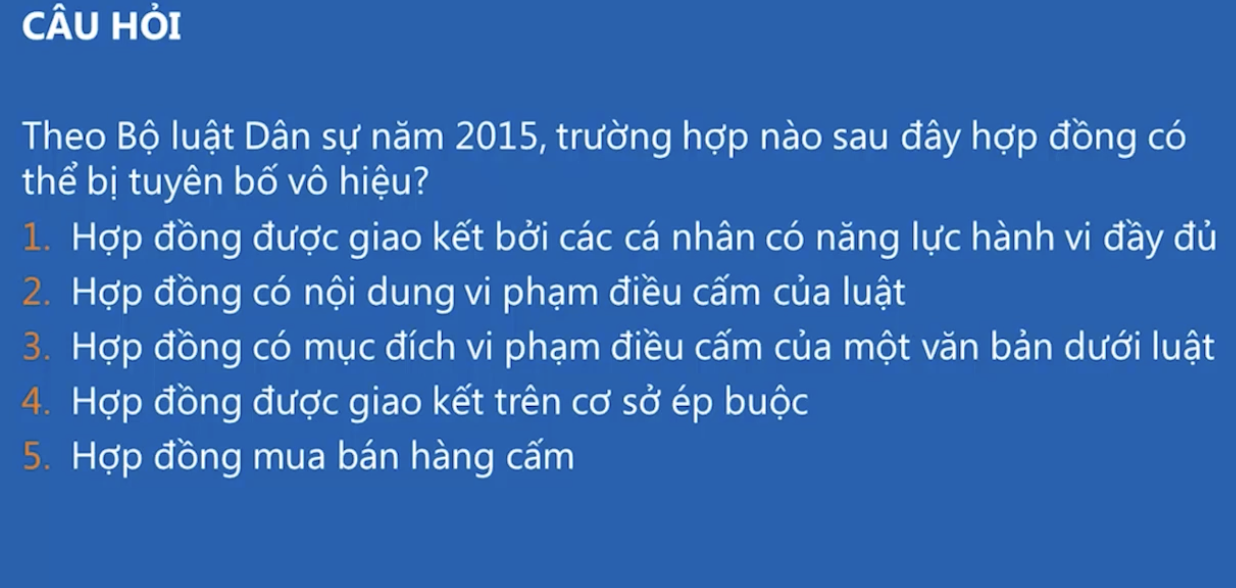 CÂU HỎI
Theo Bộ luật Dân sự năm 2015, trường hợp nào sau đây hợp đồng có
thể bị tuyên bố vô hiệu?
1. Hợp đồng được giao kết bởi các cá nhân có năng lực hành vi đầy đủ
2. Hợp đồng có nội dung vi phạm điều cấm của luật
3. Hợp đồng có mục đích vi phạm điều cấm của một văn bản dưới luật
4. Hợp đồng được giao kết trên cơ sở ép buộc
5. Hợp đồng mua bán hàng cấm